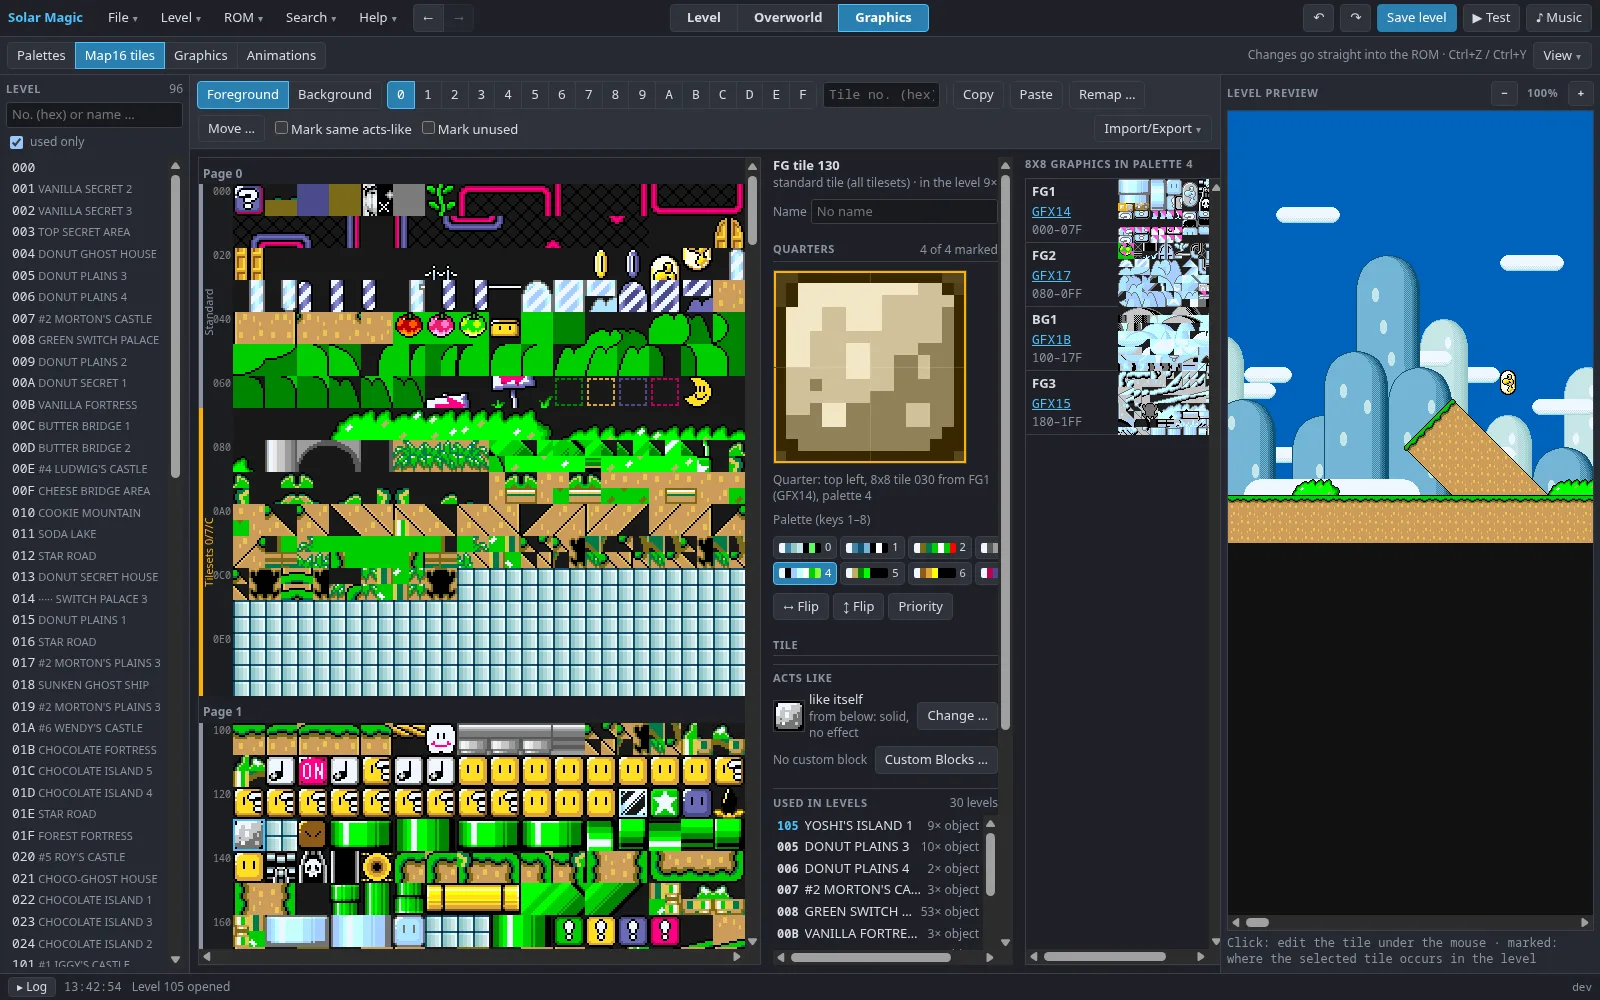 Solar Magic File Level ROM Search Help ← → Level Overworld Graphics ↶ ↷ Save level ▶ Test ♪ Music
Palettes Map16 tiles Graphics Animations Changes go straight into the ROM · Ctrl+Z / Ctrl+Y View
LEVEL 96
No. (hex) or name ...
used only
000
001 VANILLA SECRET 2
002 VANILLA SECRET 3
003 TOP SECRET AREA
004 DONUT GHOST HOUSE
005 DONUT PLAINS 3
006 DONUT PLAINS 4
007 #2 MORTON'S CASTLE
008 GREEN SWITCH PALACE
009 DONUT PLAINS 2
00A DONUT SECRET 1
00B VANILLA FORTRESS
00C BUTTER BRIDGE 1
00D BUTTER BRIDGE 2
00E #4 LUDWIG'S CASTLE
00F CHEESE BRIDGE AREA
010 COOKIE MOUNTAIN
011 SODA LAKE
012 STAR ROAD
013 DONUT SECRET HOUSE
014 ····· SWITCH PALACE 3
015 DONUT PLAINS 1
016 STAR ROAD
017 #2 MORTON'S PLAINS 3
018 SUNKEN GHOST SHIP
019 #2 MORTON'S PLAINS 3
01A #6 WENDY'S CASTLE
01B CHOCOLATE FORTRESS
01C CHOCOLATE ISLAND 5
01D CHOCOLATE ISLAND 4
01E STAR ROAD
01F FOREST FORTRESS
020 #5 ROY'S CASTLE
021 CHOCO-GHOST HOUSE
022 CHOCOLATE ISLAND 1
023 CHOCOLATE ISLAND 3
024 CHOCOLATE ISLAND 2
101 #1 IGGY'S CASTLE
Foreground Background 0 1 2 3 4 5 6 7 8 9 A B C D E F Tile no. (hex) Copy Paste Remap ...
Move ... Mark same acts-like Mark unused Import/Export
Page 0
000
020
040
060
080
0A0
0C0
0E0
Standard
Tilesets 0/7/C
Page 1
100
120
140
160
ON
FG tile 130
standard tile (all tilesets) · in the level 9×
Name No name
QUARTERS 4 of 4 marked
Quarter: top left, 8x8 tile 030 from FG1
(GFX14), palette 4
Palette (keys 1–8)
0 1 2
4 5 6
↔ Flip ↕ Flip Priority
TILE
ACTS LIKE
like itself
from below: solid,
no effect
Change ...
No custom block Custom Blocks ...
USED IN LEVELS 30 levels
105 YOSHI'S ISLAND 1 9× object
005 DONUT PLAINS 3 10× object
006 DONUT PLAINS 4 2× object
007 #2 MORTON'S CA... 3× object
008 GREEN SWITCH ... 53× object
00B VANILLA FORTRE... 3× object
8X8 GRAPHICS IN PALETTE 4
FG1
GFX14
000-07F
FG2
GFX17
080-0FF
BG1
GFX1B
100-17F
FG3
GFX15
180-1FF
LEVEL PREVIEW − 100% +
Click: edit the tile under the mouse · marked:
where the selected tile occurs in the level
▸ Log 13:42:54 Level 105 opened dev